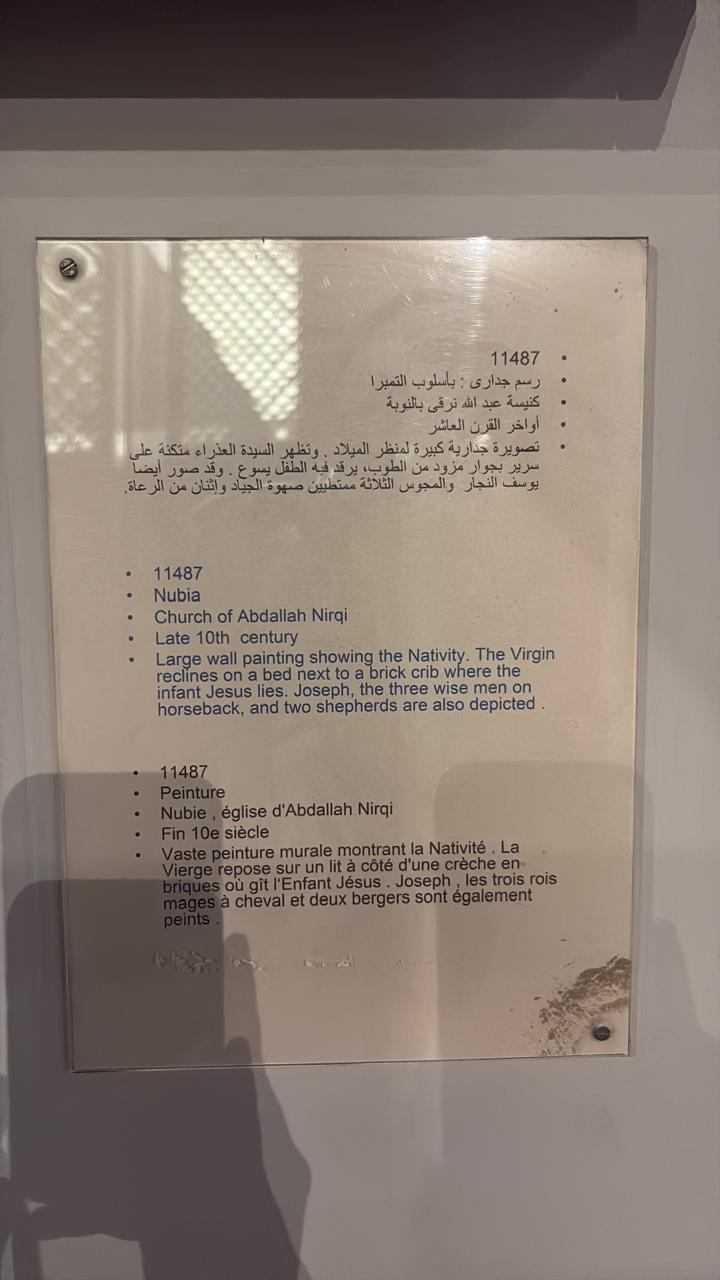 • 11487
• رسم جدارى : بأسلوب التمبرا
• كنيسة عبد الله نرقى بالنوبة
• أواخر القرن العاشر
• تصويرة جدارية كبيرة لمنظر الميلاد . وتظهر السيدة العذراء متكئة على
سرير بجوار مزود من الطوب، يرقد فيه الطفل يسوع . وقد صور أيضا
يوسف النجار والمجوس الثلاثة ممتطيين صهوة الجياد وإثنان من الرعاة.
• 11487
• Nubia
• Church of Abdallah Nirqi
• Late 10th century
• Large wall painting showing the Nativity. The Virgin
reclines on a bed next to a brick crib where the
infant Jesus lies. Joseph, the three wise men on
horseback, and two shepherds are also depicted .
• 11487
• Peinture
• Nubie , église d'Abdallah Nirqi
• Fin 10e siècle
• Vaste peinture murale montrant la Nativité . La
Vierge repose sur un lit à côté d'une crèche en
briques où gît l'Enfant Jésus . Joseph , les trois rois
mages à cheval et deux bergers sont également
peints .